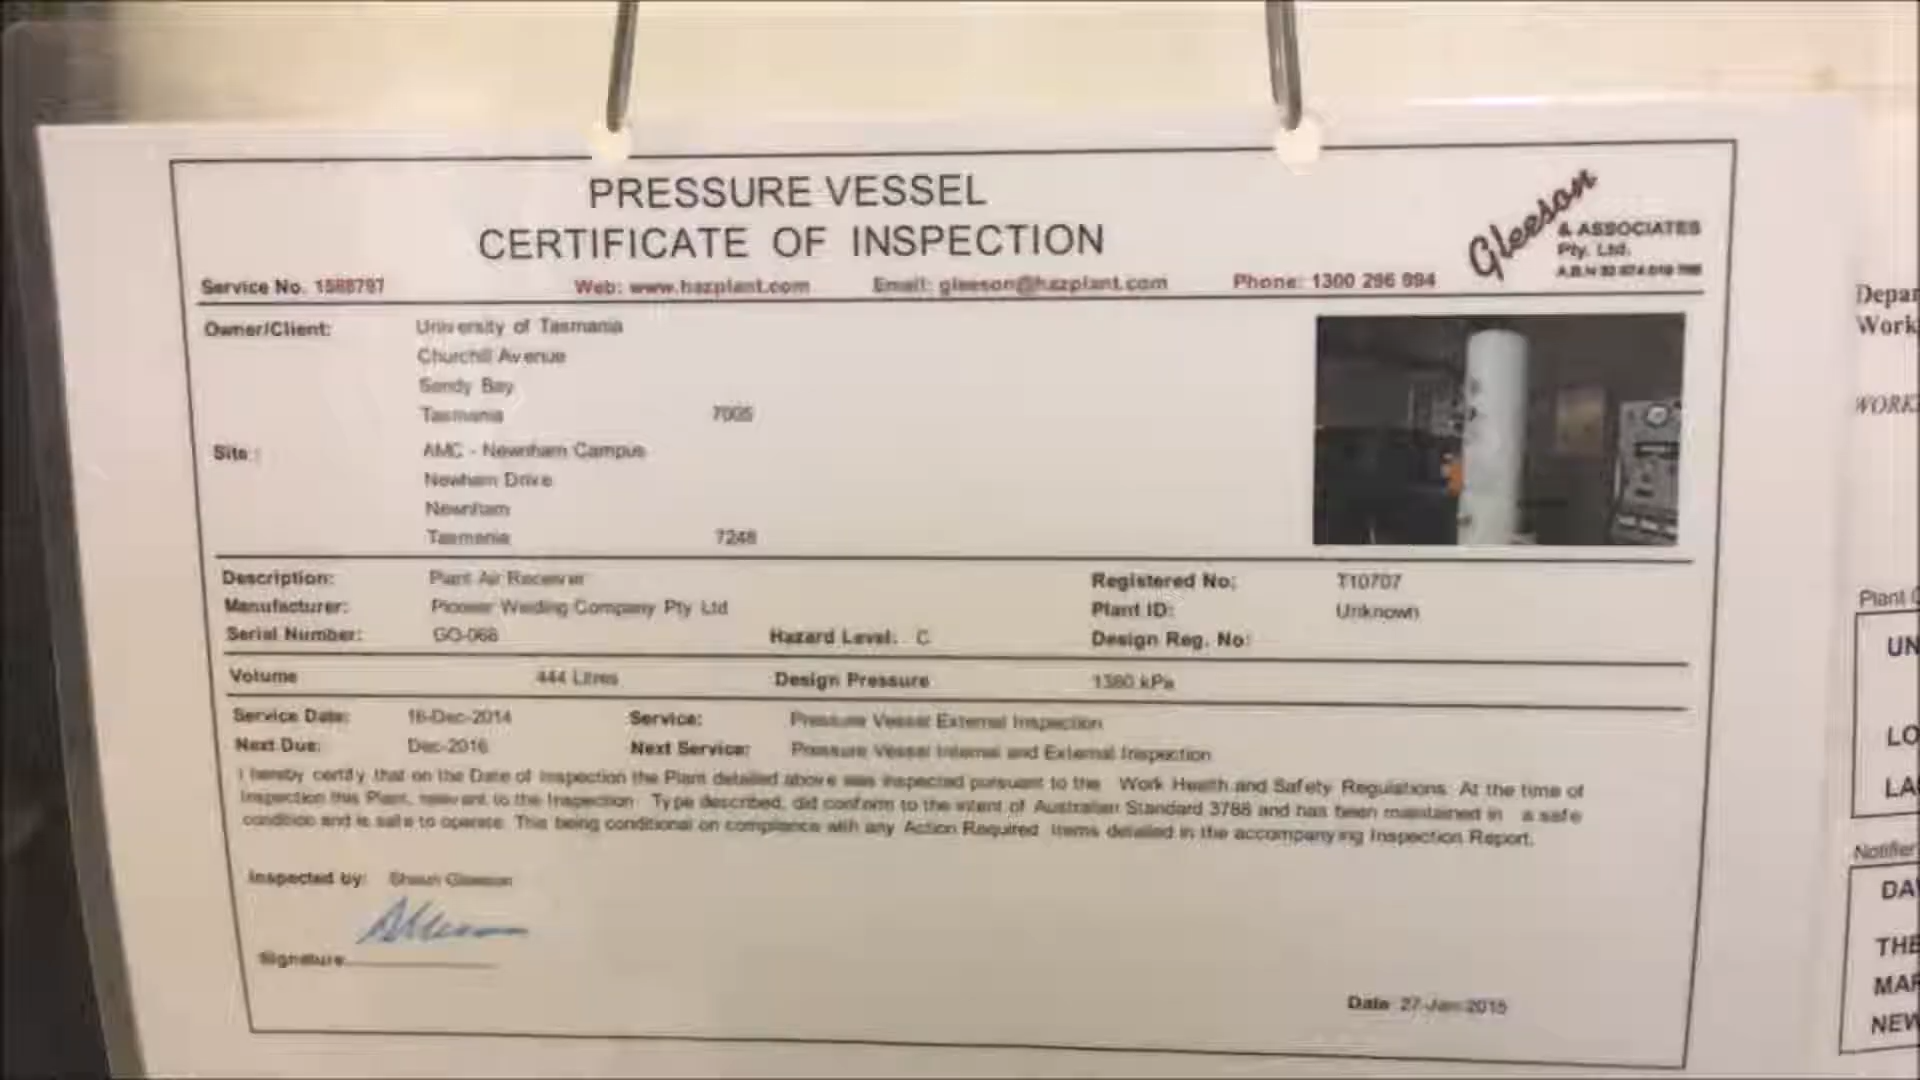 PRESSURE VESSEL
CERTIFICATE OF INSPECTION
Gleeson
& ASSOCIATES
Pty. Ltd.
A.B.N
Service No. 1588797 Web: www.hazplant.com Email: gleeson@hazplant.com Phone: 1300 296 994
Owner/Client: University of Tasmania
Churchill Avenue
Sandy Bay
Tasmania 7005
Site: AMC - Newnham Campus
Newham Drive
Newnham
Tasmania 7248
Description: Plant Air Receiver Registered No: T10707
Manufacturer: Pioneer Welding Company Pty Ltd Plant ID: Unknown
Serial Number: GO-068 Hazard Level: C Design Reg. No:
Volume 444 Litres Design Pressure 1380 kPa
Service Date: 16-Dec-2014 Service: Pressure Vessel External Inspection
Next Due: Dec-2016 Next Service: Pressure Vessel Internal and External Inspection
I hereby certify that on the Date of Inspection the Plant detailed above was inspected pursuant to the Work Health and Safety Regulations. At the time of
Inspection this Plant, relevant to the Inspection Type described, did conform to the intent of Australian Standard 3788 and has been maintained in a safe
condition and is safe to operate. This being conditional on compliance with any Action Required Items detailed in the accompanying Inspection Report.
Inspected by: Shaun Gleeson
Signature
Date 27-Jan-2015
Depar
Work
WORK
Plant
UN
LO
LA
Notifier
DA
THE
MAR
NEW